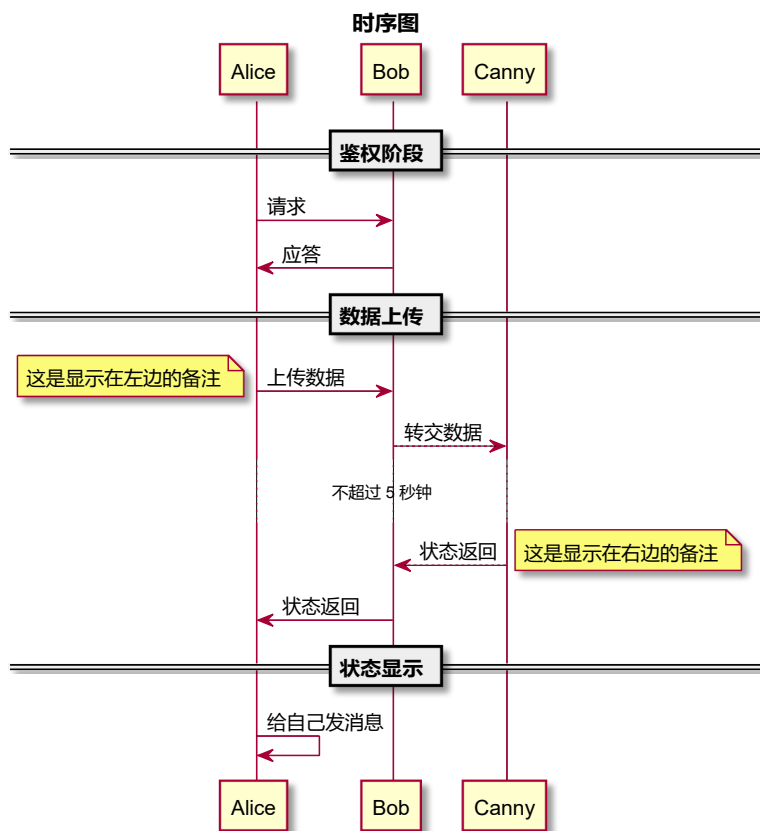 时序图
Alice Bob Canny
鉴权阶段
请求
应答
数据上传
这是显示在左边的备注 上传数据
转交数据
不超过 5 秒钟
状态返回 这是显示在右边的备注
状态返回
状态显示
给自己发消息
Alice Bob Canny